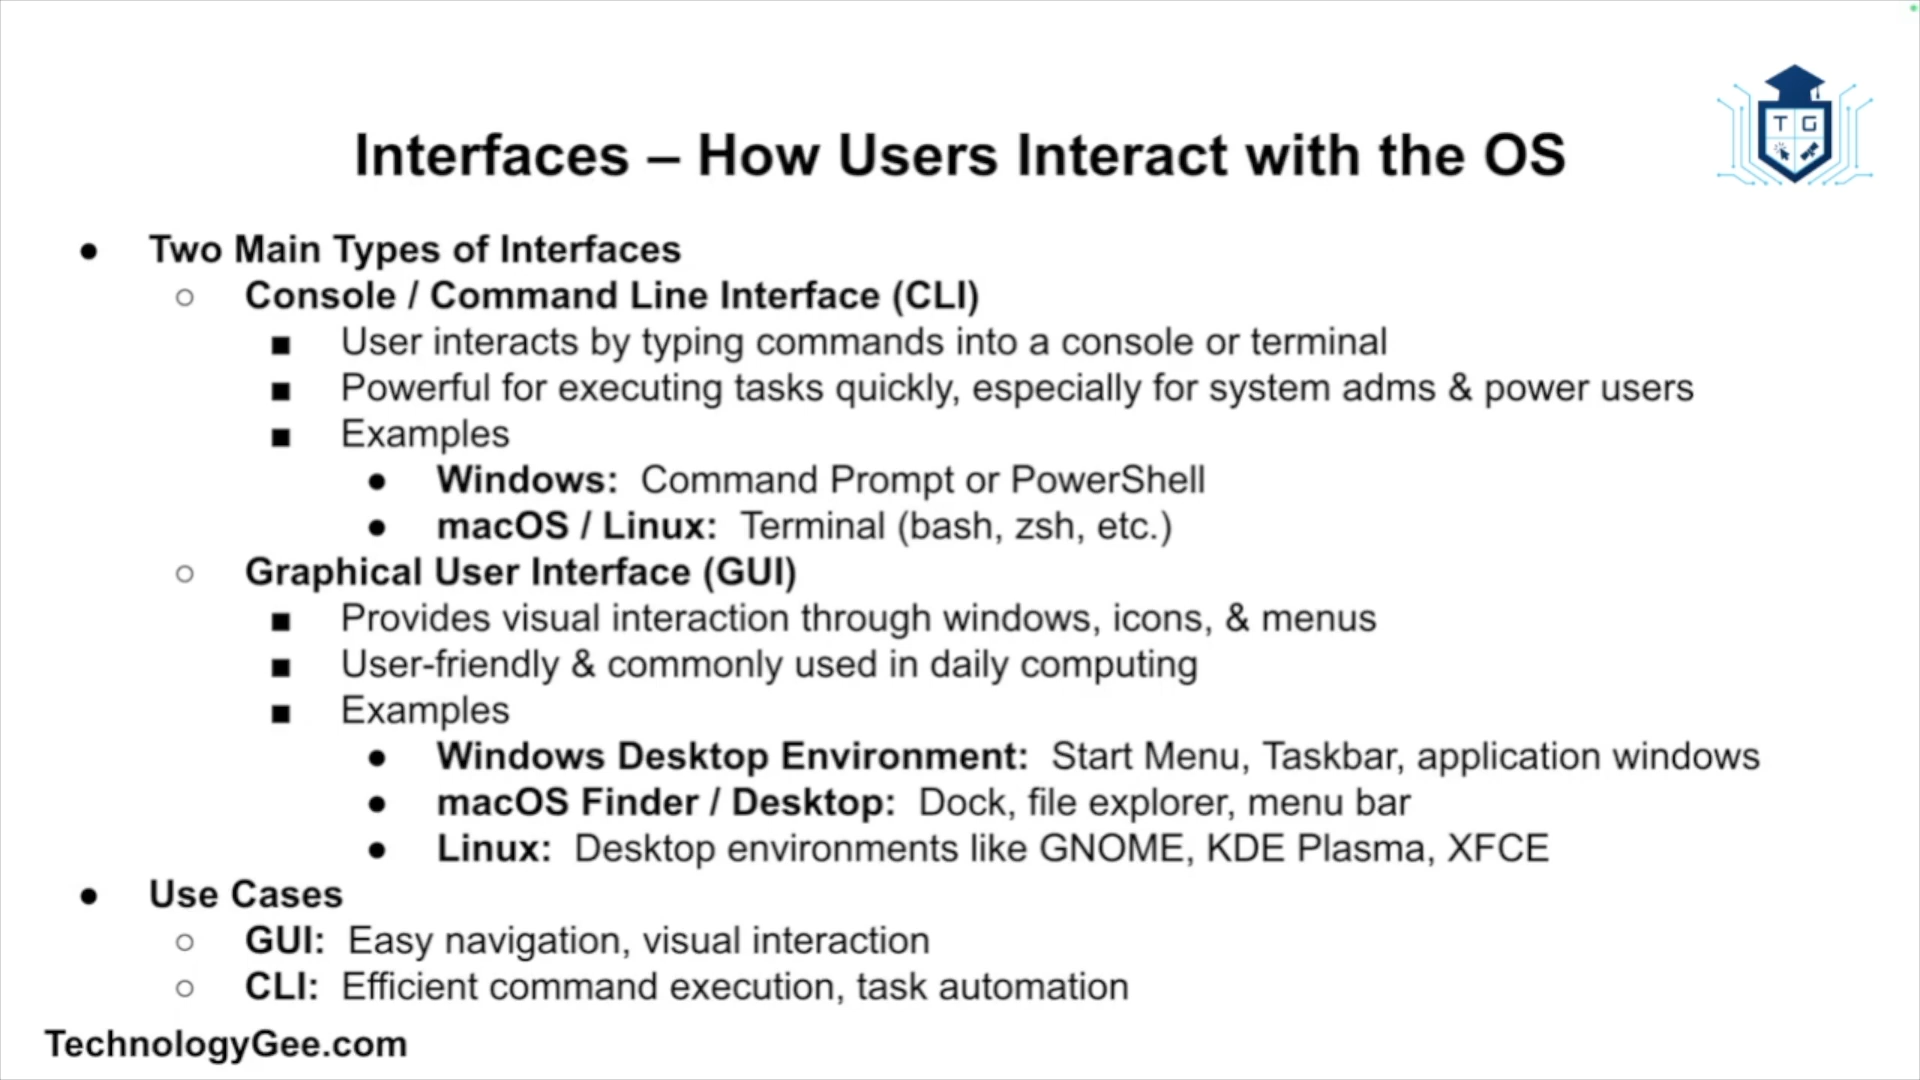 T G
Interfaces – How Users Interact with the OS
● Two Main Types of Interfaces
○ Console / Command Line Interface (CLI)
■ User interacts by typing commands into a console or terminal
■ Powerful for executing tasks quickly, especially for system adms & power users
■ Examples
● Windows: Command Prompt or PowerShell
● macOS / Linux: Terminal (bash, zsh, etc.)
○ Graphical User Interface (GUI)
■ Provides visual interaction through windows, icons, & menus
■ User-friendly & commonly used in daily computing
■ Examples
● Windows Desktop Environment: Start Menu, Taskbar, application windows
● macOS Finder / Desktop: Dock, file explorer, menu bar
● Linux: Desktop environments like GNOME, KDE Plasma, XFCE
● Use Cases
○ GUI: Easy navigation, visual interaction
○ CLI: Efficient command execution, task automation
TechnologyGee.com